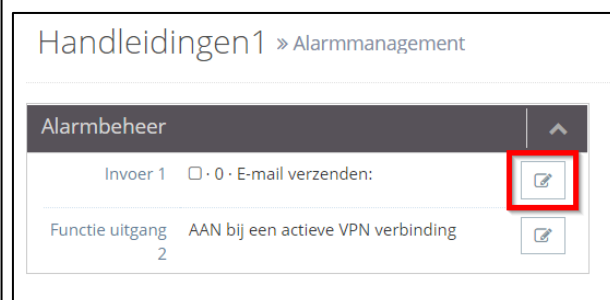 Handleidingen1 » Alarmmanagement
Alarmbeheer
Invoer 1 ☐ · 0 · E-mail verzenden:
Functie uitgang AAN bij een actieve VPN verbinding
2